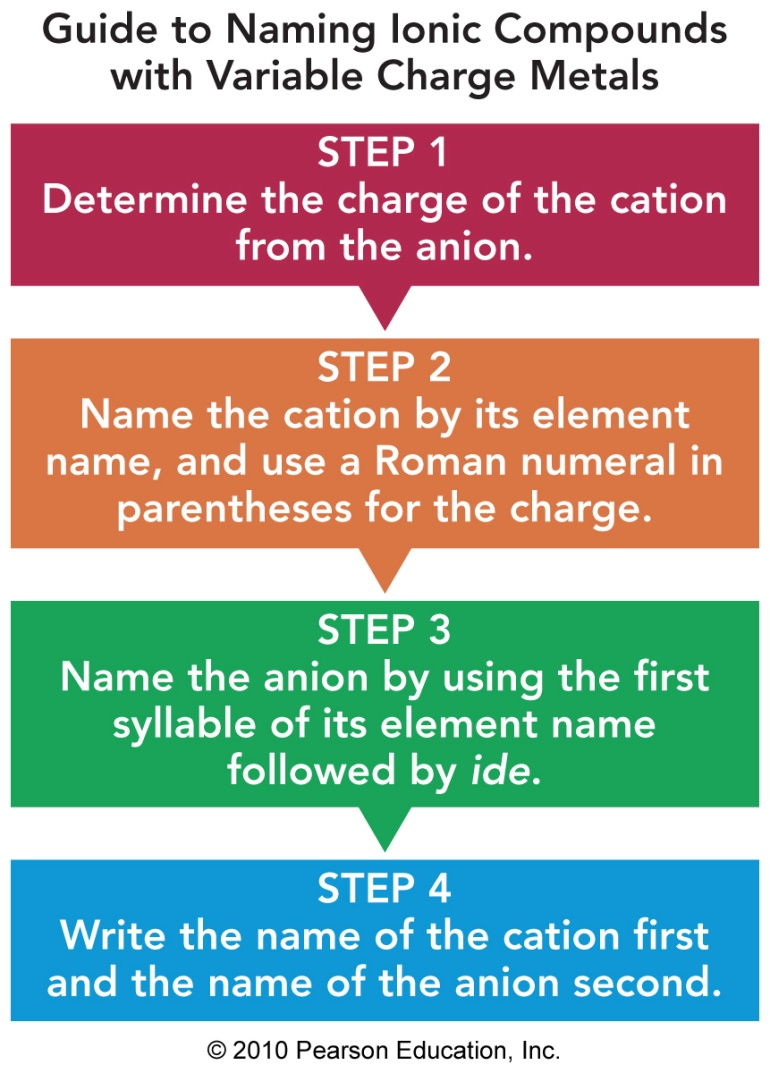 Guide to Naming Ionic Compounds
with Variable Charge Metals
STEP 1
Determine the charge of the cation
from the anion.
STEP 2
Name the cation by its element
name, and use a Roman numeral in
parentheses for the charge.
STEP 3
Name the anion by using the first
syllable of its element name
followed by ide.
STEP 4
Write the name of the cation first
and the name of the anion second.
© 2010 Pearson Education, Inc.